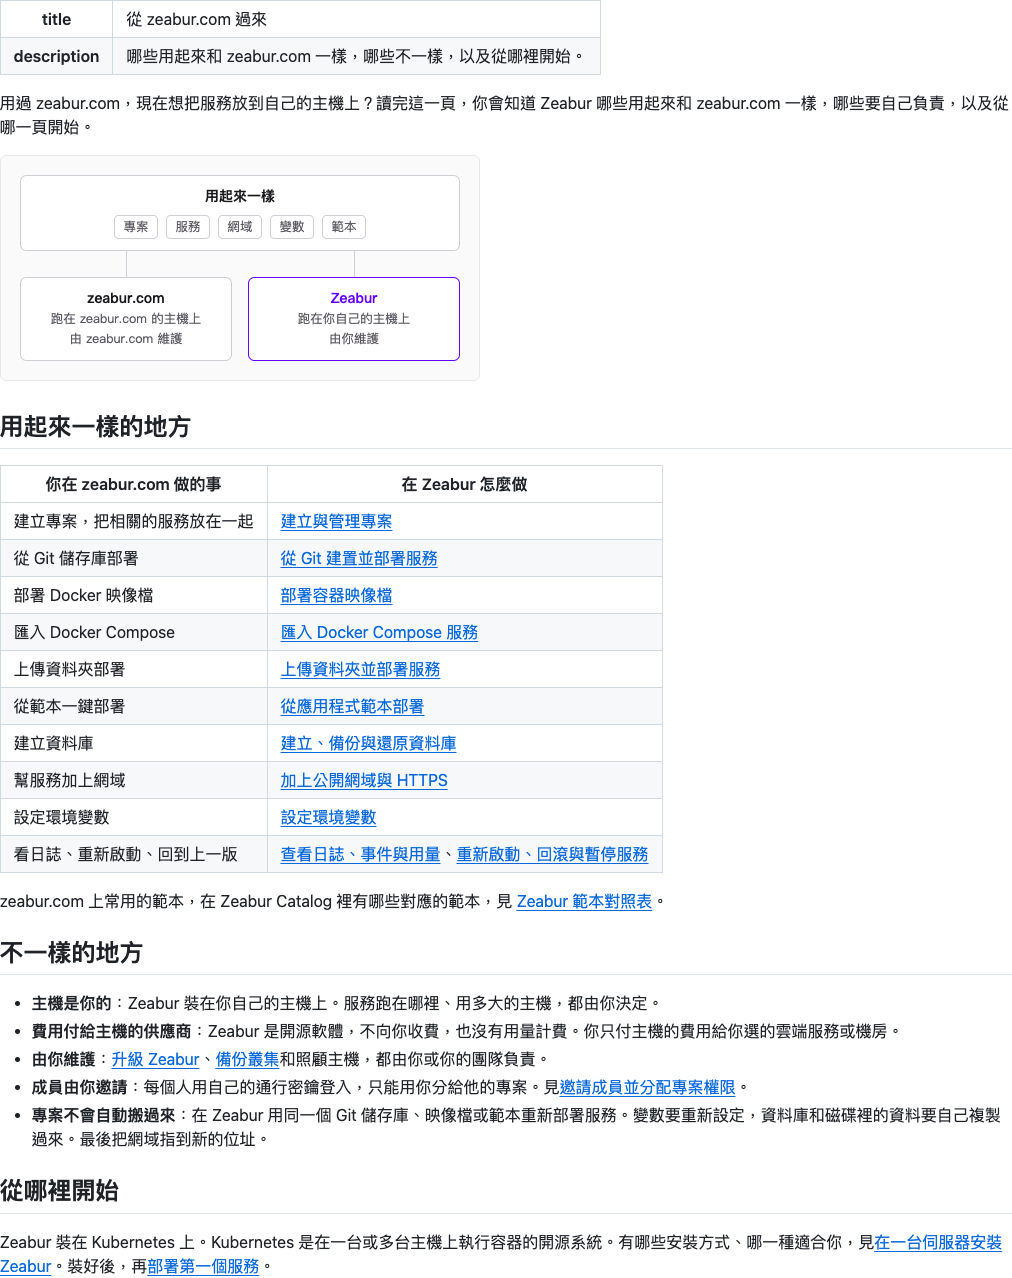 title 從 zeabur.com 過來
description 哪些用起來和 zeabur.com 一樣，哪些不一樣，以及從哪裡開始。
用過 zeabur.com，現在想把服務放到自己的主機上？讀完這一頁，你會知道 Zeabur 哪些用起來和 zeabur.com 一樣，哪些要自己負責，以及從
哪一頁開始。
用起來一樣
專案 服務 網域 變數 範本
zeabur.com
跑在 zeabur.com 的主機上
由 zeabur.com 維護
Zeabur
跑在你自己的主機上
由你維護
用起來一樣的地方
你在 zeabur.com 做的事 在 Zeabur 怎麼做
建立專案，把相關的服務放在一起 建立與管理專案
從 Git 儲存庫部署 從 Git 建置並部署服務
部署 Docker 映像檔 部署容器映像檔
匯入 Docker Compose 匯入 Docker Compose 服務
上傳資料夾部署 上傳資料夾並部署服務
從範本一鍵部署 從應用程式範本部署
建立資料庫 建立、備份與還原資料庫
幫服務加上網域 加上公開網域與 HTTPS
設定環境變數 設定環境變數
看日誌、重新啟動、回到上一版 查看日誌、事件與用量、重新啟動、回滾與暫停服務
zeabur.com 上常用的範本，在 Zeabur Catalog 裡有哪些對應的範本，見 Zeabur 範本對照表。
不一樣的地方
• 主機是你的：Zeabur 裝在你自己的主機上。服務跑在哪裡、用多大的主機，都由你決定。
• 費用付給主機的供應商：Zeabur 是開源軟體，不向你收費，也沒有用量計費。你只付主機的費用給你選的雲端服務或機房。
• 由你維護：升級 Zeabur、備份叢集和照顧主機，都由你或你的團隊負責。
• 成員由你邀請：每個人用自己的通行密鑰登入，只能用你分給他的專案。見邀請成員並分配專案權限。
• 專案不會自動搬過來：在 Zeabur 用同一個 Git 儲存庫、映像檔或範本重新部署服務。變數要重新設定，資料庫和磁碟裡的資料要自己複製
過來。最後把網域指到新的位址。
從哪裡開始
Zeabur 裝在 Kubernetes 上。Kubernetes 是在一台或多台主機上執行容器的開源系統。有哪些安裝方式、哪一種適合你，見在一台伺服器安裝
Zeabur。裝好後，再部署第一個服務。